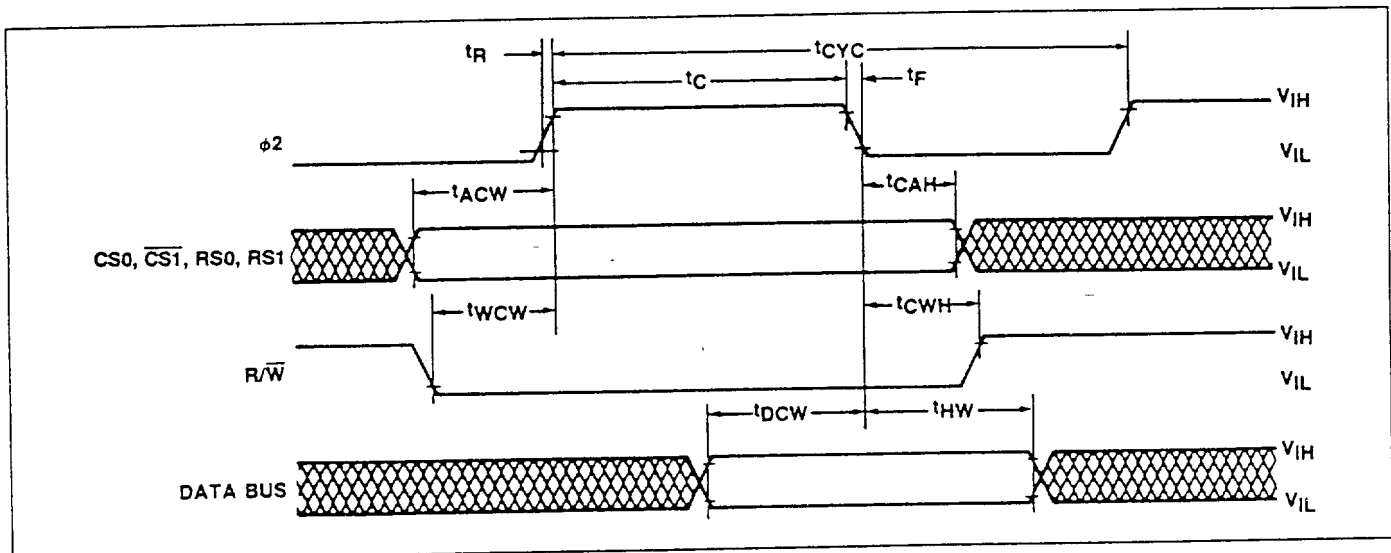 tR
tCYC
tC
tF
φ2
VIH
VIL
tACW
tCAH
CS0, C̅S̅1̅, RS0, RS1
VIH
VIL
tWCW
tCWH
R/W̅
VIH
VIL
tDCW
tHW
DATA BUS
VIH
VIL